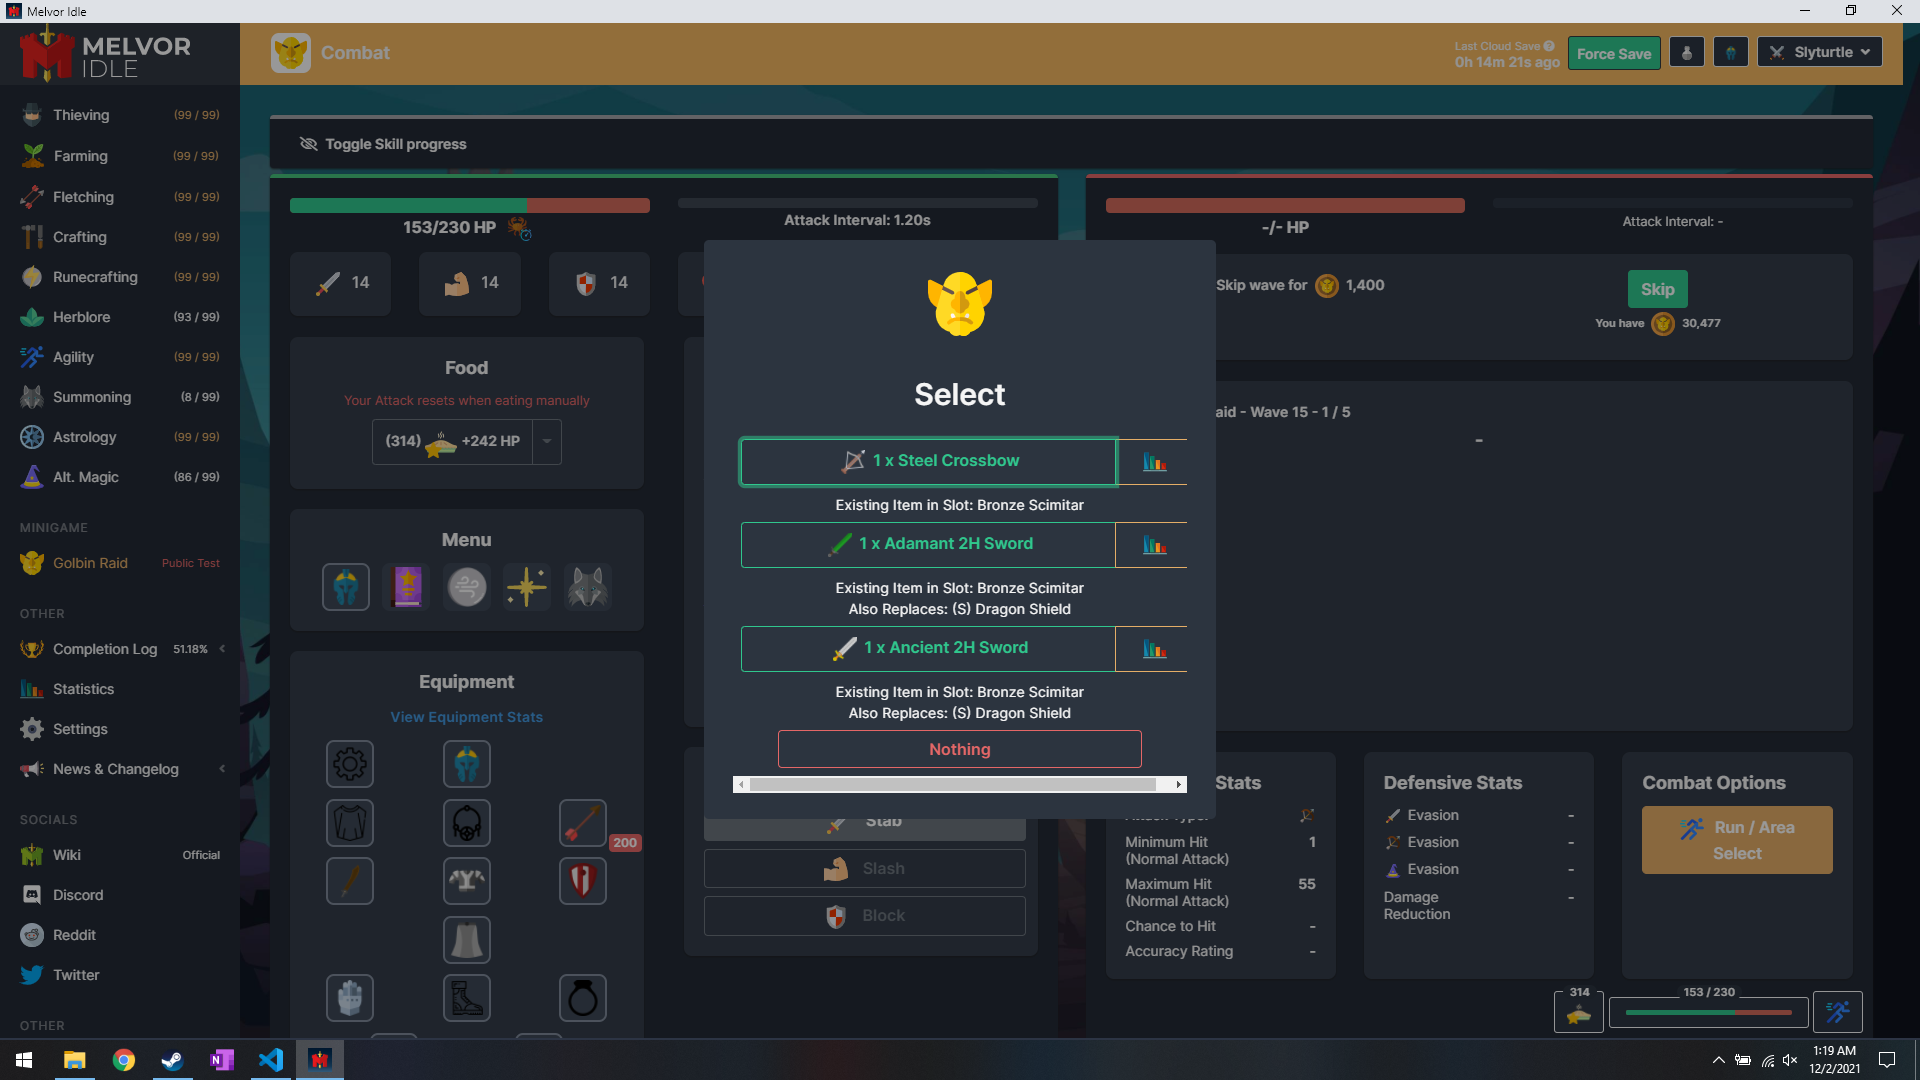 Melvor Idle
MELVOR
IDLE
Combat
Last Cloud Save
0h 14m 21s ago
Force Save
Slyturtle
Thieving (99 / 99)
Farming (99 / 99)
Fletching (99 / 99)
Crafting (99 / 99)
Runecrafting (99 / 99)
Herblore (93 / 99)
Agility (99 / 99)
Summoning (8 / 99)
Astrology (99 / 99)
Alt. Magic (86 / 99)
MINIGAME
Golbin Raid Public Test
OTHER
Completion Log 51.18%
Statistics
Settings
News & Changelog
SOCIALS
Wiki Official
Discord
Reddit
Twitter
OTHER
Toggle Skill progress
153/230 HP
Attack Interval: 1.20s
14
14
14
Food
Your Attack resets when eating manually
(314) +242 HP
Menu
Equipment
View Equipment Stats
200
Select
1 x Steel Crossbow
Existing Item in Slot: Bronze Scimitar
1 x Adamant 2H Sword
Existing Item in Slot: Bronze Scimitar
Also Replaces: (S) Dragon Shield
1 x Ancient 2H Sword
Existing Item in Slot: Bronze Scimitar
Also Replaces: (S) Dragon Shield
Nothing
Stab
Slash
Block
-/- HP
Attack Interval: -
Skip wave for 1,400
Skip
You have 30,477
aid - Wave 15 - 1 / 5
-
Stats
Minimum Hit 1
(Normal Attack)
Maximum Hit 55
(Normal Attack)
Chance to Hit -
Accuracy Rating -
Defensive Stats
Evasion -
Evasion -
Evasion -
Damage -
Reduction
Combat Options
Run / Area
Select
314
153 / 230
1:19 AM
12/2/2021